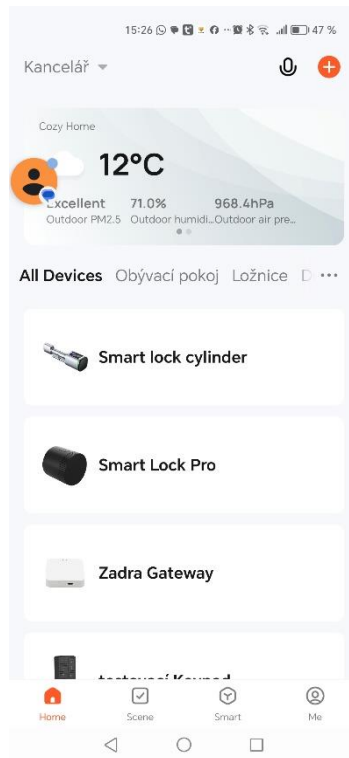 15:26 47 %
Kancelář
Cozy Home
12°C
Excellent 71.0% 968.4hPa
Outdoor PM2.5 Outdoor humidi... Outdoor air pre...
All Devices Obývací pokoj Ložnice D ...
Smart lock cylinder
Smart Lock Pro
Zadra Gateway
Home Scene Smart Me